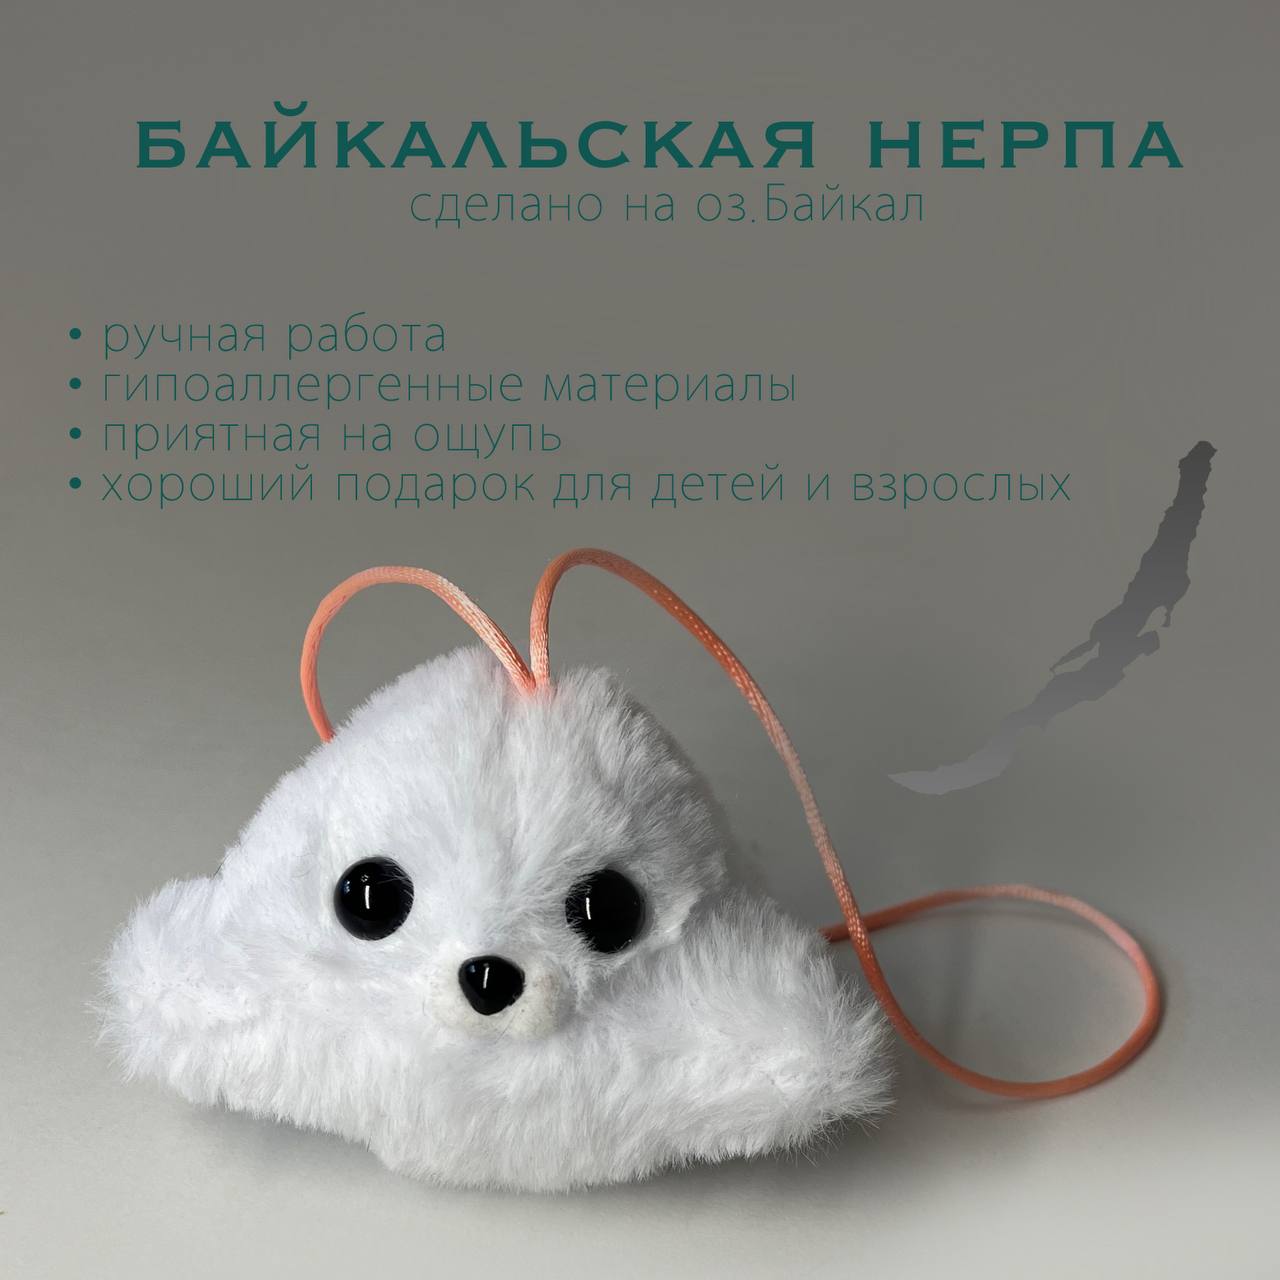 БАЙКАЛЬСКАЯ НЕРПА
сделано на оз.Байкал
• ручная работа
• гипоаллергенные материалы
• приятная на ощупь
• хороший подарок для детей и взрослых